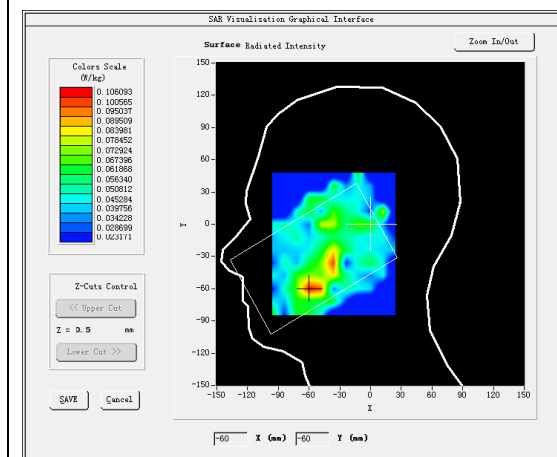 SAR Visualisation Graphical Interface
Surface Radiated Intensity
Zoom In/Out
Colors Scale
(W/kg)
0.106093
0.100565
0.095037
0.089509
0.083981
0.078452
0.072924
0.067396
0.061868
0.056340
0.050812
0.045284
0.039756
0.034228
0.028699
0.023171
Z-Cuts Control
<< Upper Cut
Z = 0.5 mm
Lower Cut >>
SAVE Cancel
150
120
90
60
30
0
-30
-60
-90
-120
-150
Y
-150 -120 -90 -60 -30 0 30 60 90 120 150
X
-60 X (mm) -60 Y (mm)